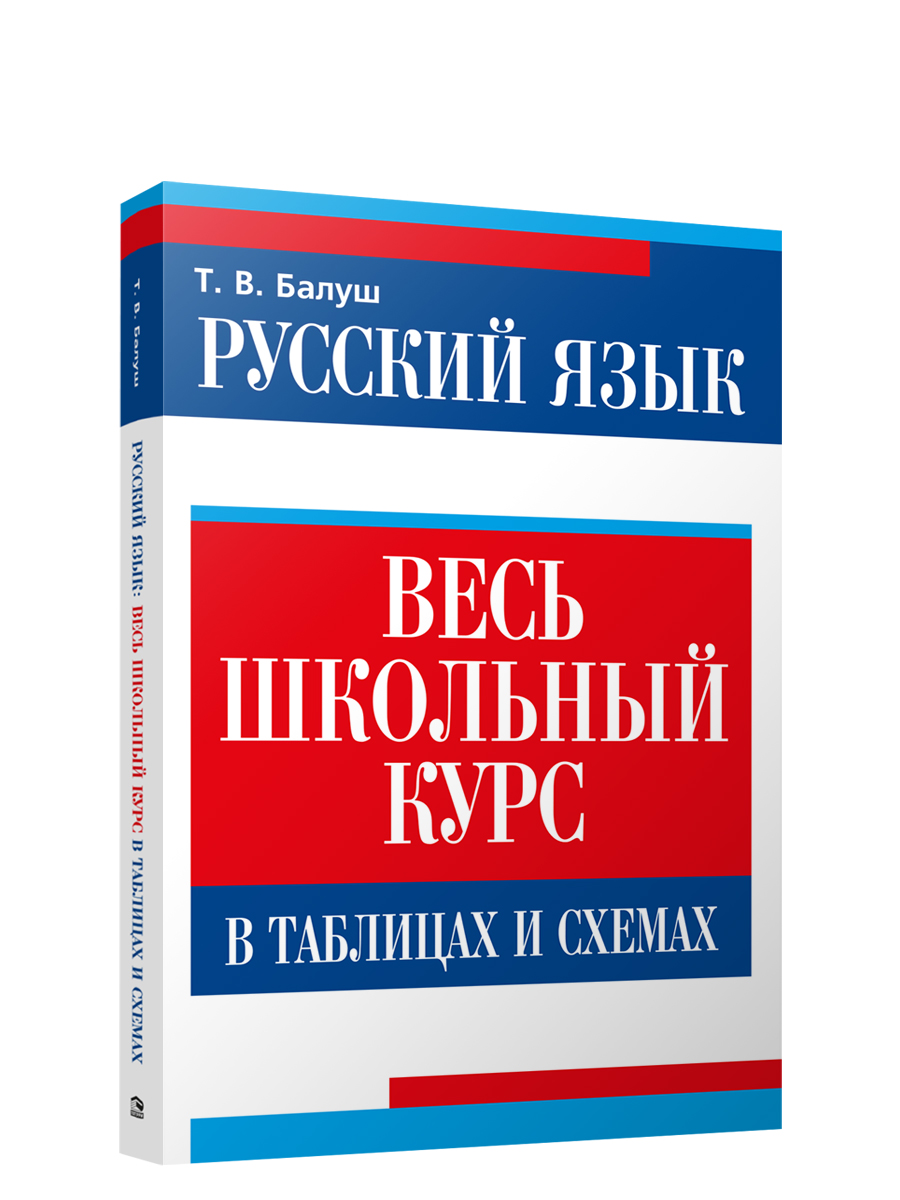 Т. В. Балуш
РУССКИЙ ЯЗЫК
ВЕСЬ
ШКОЛЬНЫЙ
КУРС
В ТАБЛИЦАХ И СХЕМАХ
Т. В. Балуш
РУССКИЙ ЯЗЫК: ВЕСЬ ШКОЛЬНЫЙ КУРС В ТАБЛИЦАХ И СХЕМАХ